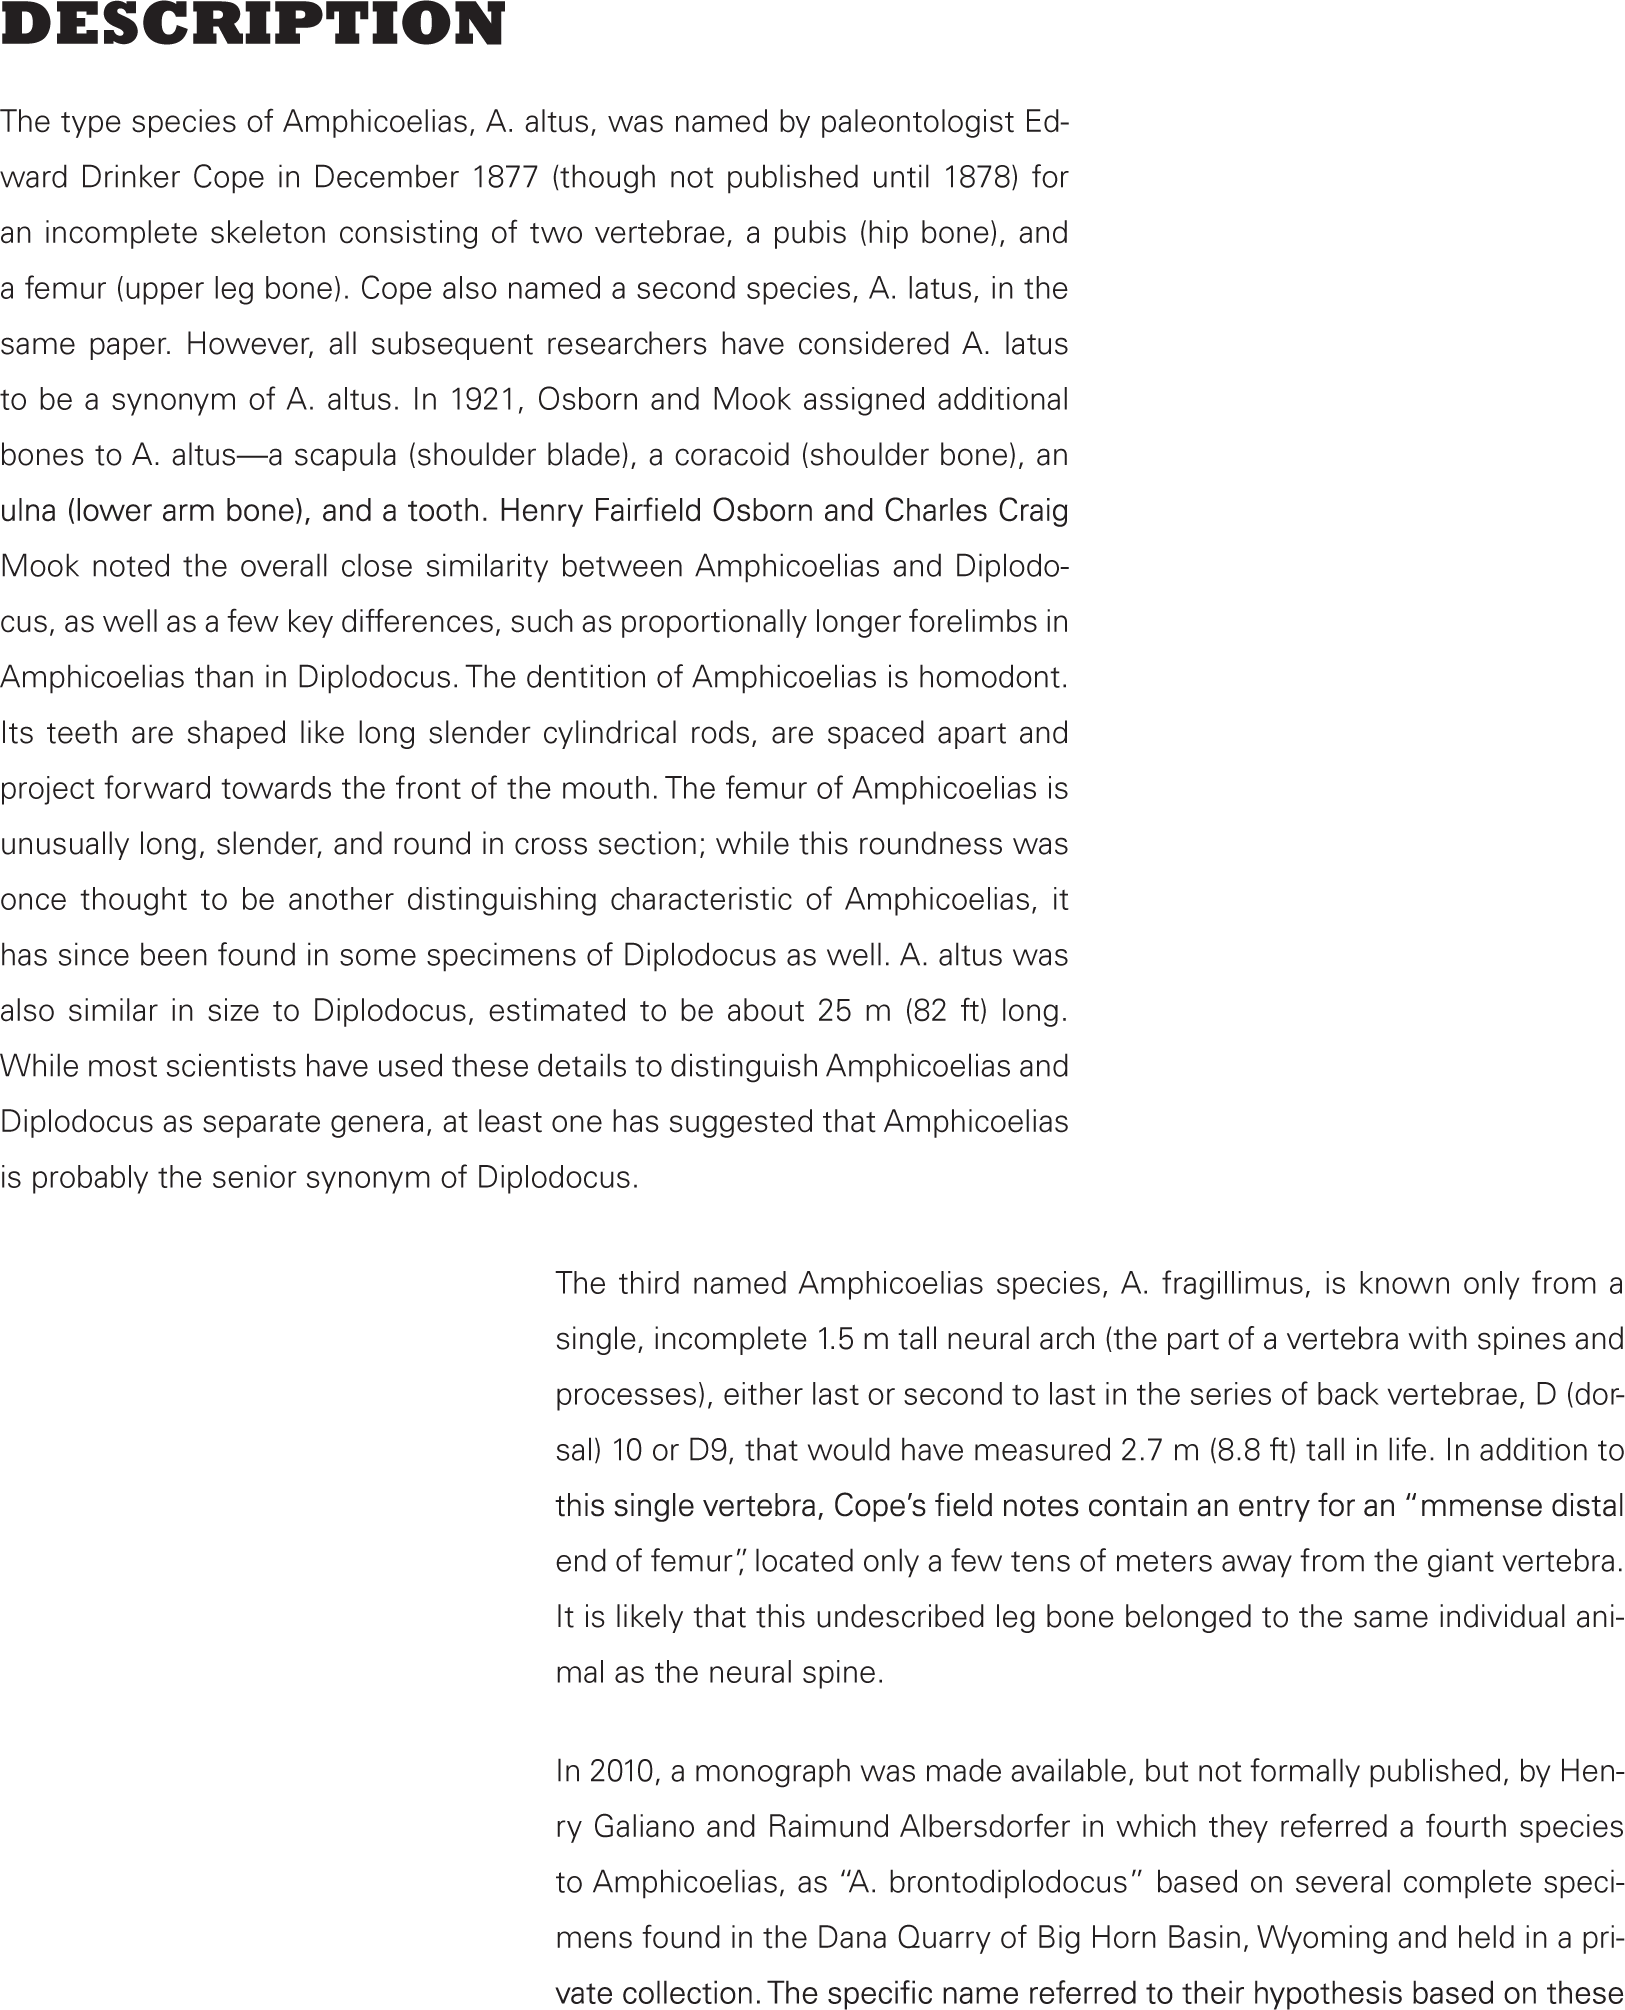 DESCRIPTION
The type species of Amphicoelias, A. altus, was named by paleontologist Ed-
ward Drinker Cope in December 1877 (though not published until 1878) for
an incomplete skeleton consisting of two vertebrae, a pubis (hip bone), and
a femur (upper leg bone). Cope also named a second species, A. latus, in the
same paper. However, all subsequent researchers have considered A. latus
to be a synonym of A. altus. In 1921, Osborn and Mook assigned additional
bones to A. altus—a scapula (shoulder blade), a coracoid (shoulder bone), an
ulna (lower arm bone), and a tooth. Henry Fairfield Osborn and Charles Craig
Mook noted the overall close similarity between Amphicoelias and Diplodo-
cus, as well as a few key differences, such as proportionally longer forelimbs in
Amphicoelias than in Diplodocus. The dentition of Amphicoelias is homodont.
Its teeth are shaped like long slender cylindrical rods, are spaced apart and
project forward towards the front of the mouth. The femur of Amphicoelias is
unusually long, slender, and round in cross section; while this roundness was
once thought to be another distinguishing characteristic of Amphicoelias, it
has since been found in some specimens of Diplodocus as well. A. altus was
also similar in size to Diplodocus, estimated to be about 25 m (82 ft) long.
While most scientists have used these details to distinguish Amphicoelias and
Diplodocus as separate genera, at least one has suggested that Amphicoelias
is probably the senior synonym of Diplodocus.
The third named Amphicoelias species, A. fragillimus, is known only from a
single, incomplete 1.5 m tall neural arch (the part of a vertebra with spines and
processes), either last or second to last in the series of back vertebrae, D (dor-
sal) 10 or D9, that would have measured 2.7 m (8.8 ft) tall in life. In addition to
this single vertebra, Cope’s field notes contain an entry for an “mmense distal
end of femur”, located only a few tens of meters away from the giant vertebra.
It is likely that this undescribed leg bone belonged to the same individual ani-
mal as the neural spine.
In 2010, a monograph was made available, but not formally published, by Hen-
ry Galiano and Raimund Albersdorfer in which they referred a fourth species
to Amphicoelias, as “A. brontodiplodocus” based on several complete speci-
mens found in the Dana Quarry of Big Horn Basin, Wyoming and held in a pri-
vate collection. The specific name referred to their hypothesis based on these